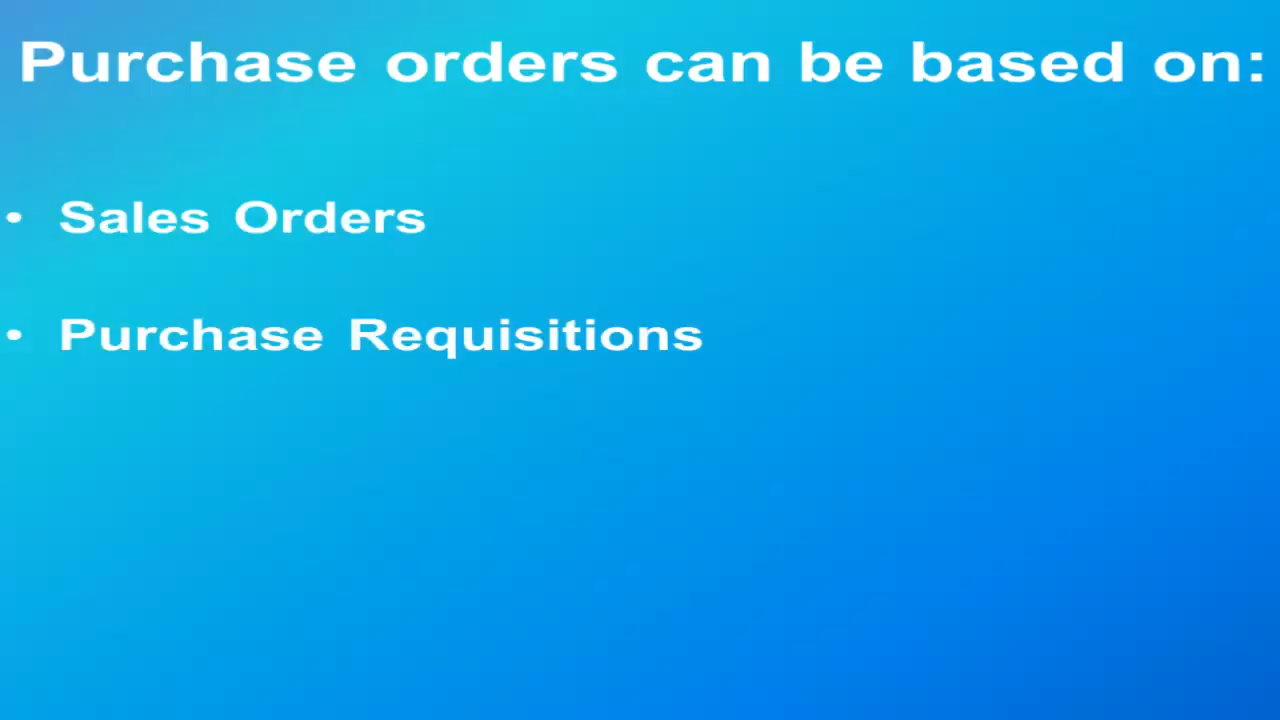 Purchase orders can be based on:
• Sales Orders
• Purchase Requisitions